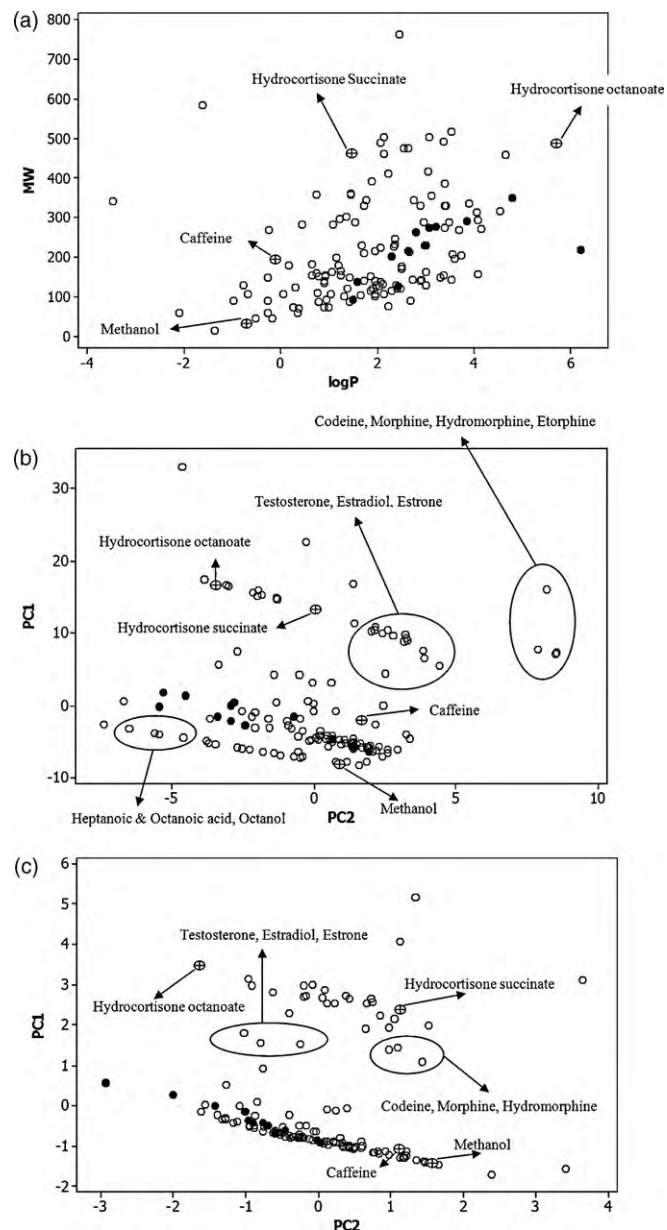 (a)
800
700
600
500
400
300
200
100
0
MW
Hydrocortisone Succinate
Hydrocortisone octanoate
Caffeine
Methanol
-4
-2
0
2
4
6
logP
Codeine, Morphine, Hydromorphine, Etorphine
(b)
30
20
10
0
-10
PC1
Testosterone, Estradiol, Estrone
Hydrocortisone octanoate
Hydrocortisone succinate
Caffeine
Methanol
Heptanoic & Octanoic acid, Octanol
-5
0
5
10
PC2
(c)
6
5
4
3
2
1
0
-1
-2
PC1
Testosterone, Estradiol, Estrone
Hydrocortisone octanoate
Hydrocortisone succinate
Codeine, Morphine, Hydromorphine
Methanol
Caffeine
-3
-2
-1
0
1
2
3
4
PC2